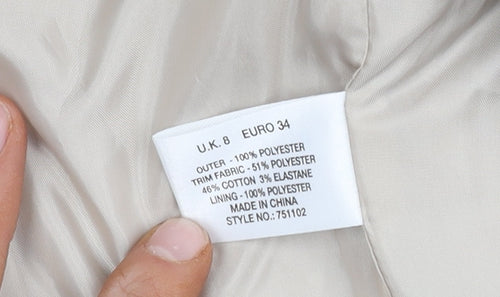 U.K. 8 EURO 34
OUTER - 100% POLYESTER
TRIM FABRIC - 51% POLYESTER
46% COTTON 3% ELASTANE
LINING - 100% POLYESTER
MADE IN CHINA
STYLE NO.: 751102